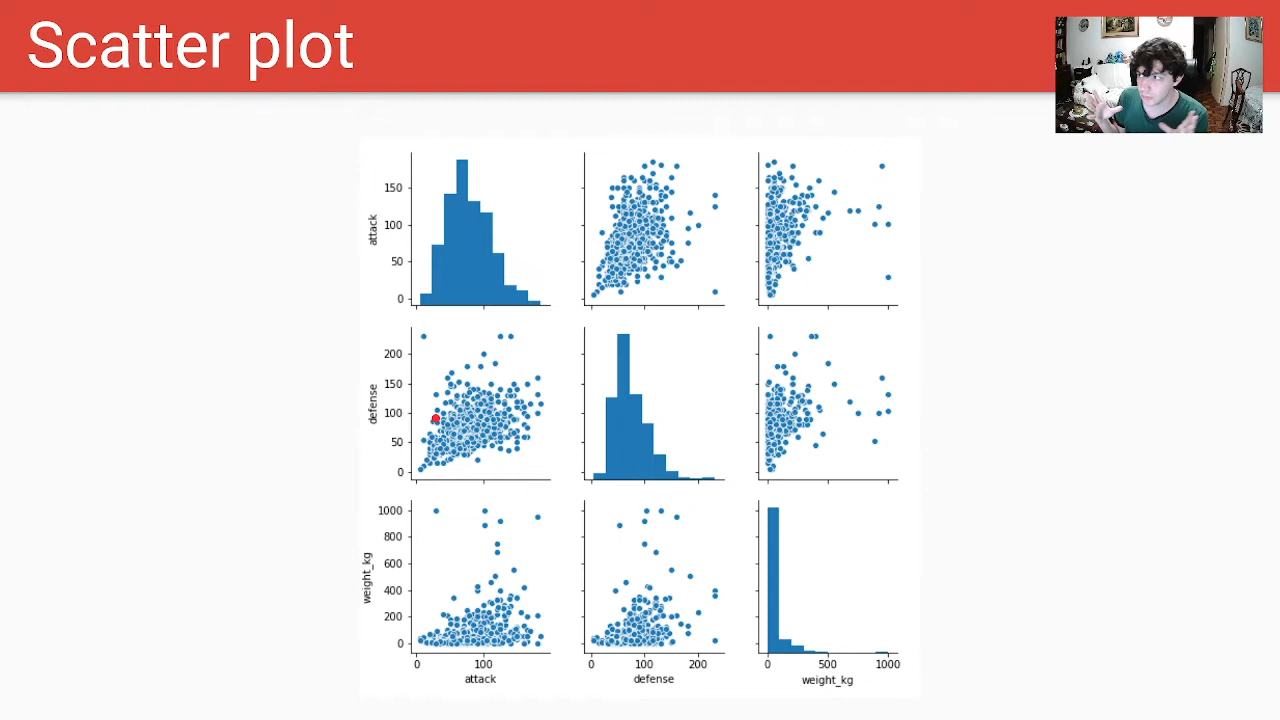 Scatter plot
attack
150
100
50
0
defense
200
150
100
50
0
weight_kg
1000
800
600
400
200
0
0 100
0 100 200
0 500 1000
attack
defense
weight_kg